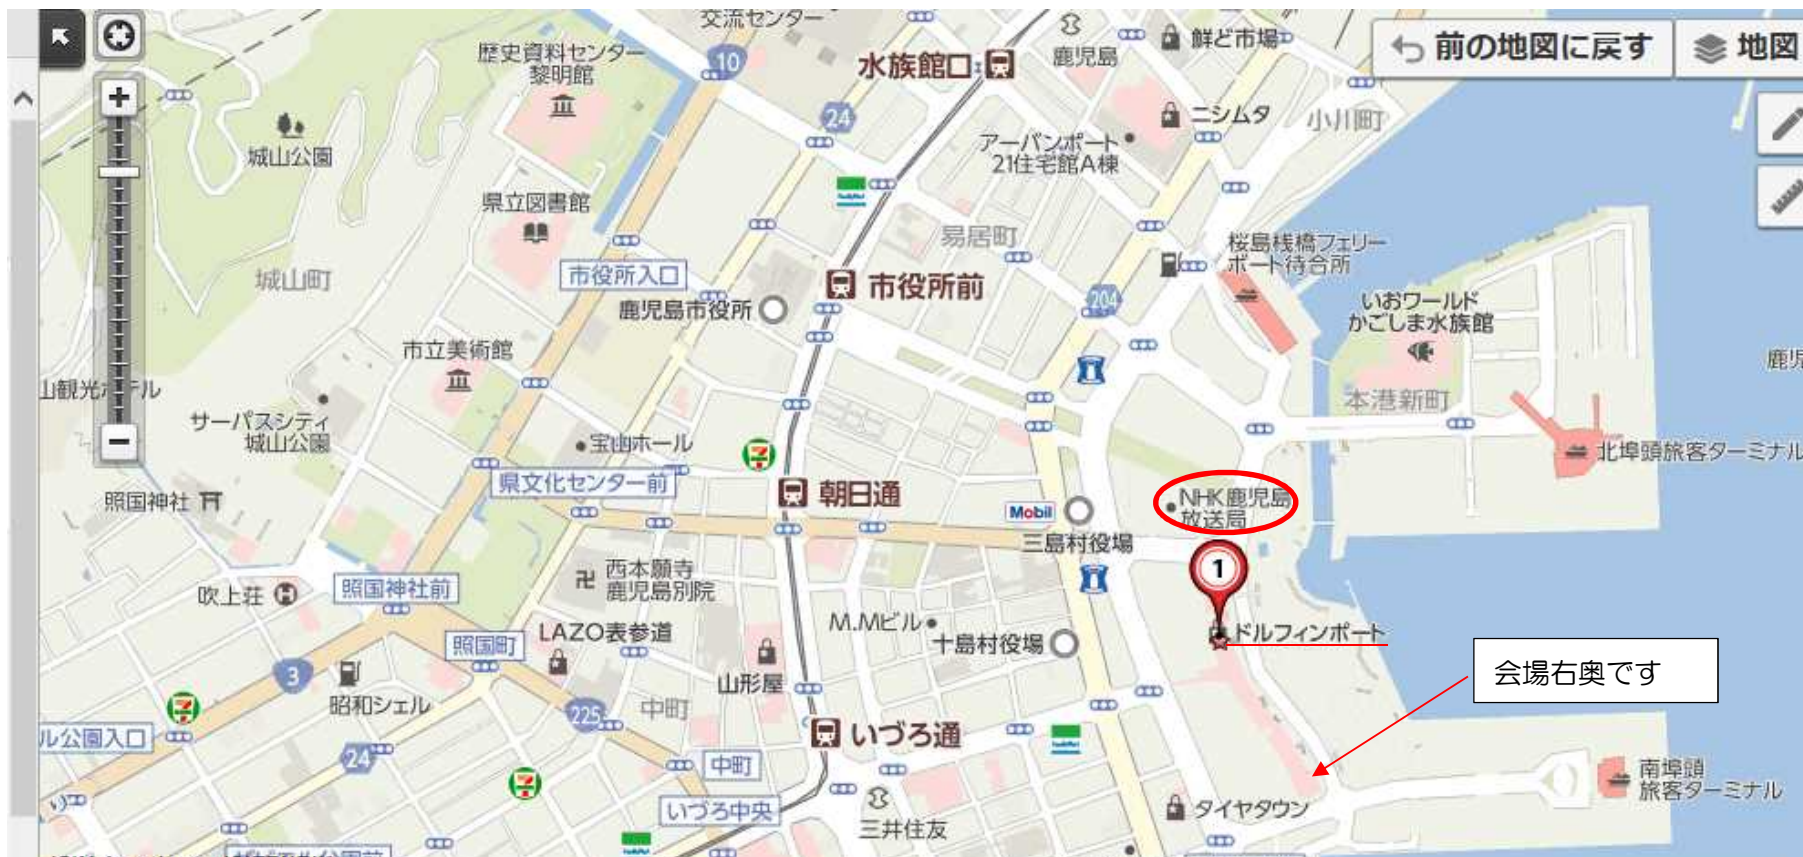 交流センター
歴史資料センター
黎明館
10
水族館口
鹿児島
鮮ど市場
前の地図に戻す
地図
24
ニシムタ
小川町
アーバンポート
21住宅館A棟
城山公園
県立図書館
FamilyMart
易居町
桜島桟橋フェリー
ポート待合所
市役所入口
城山町
市役所前
鹿児島市役所
204
いおワールド
かごしま水族館
市立美術館
鹿児
山観光ホテル
本港新町
サーパスシティ
城山公園
宝山ホール
7
北埠頭旅客ターミナル
県文化センター前
朝日通
NHK鹿児島
放送局
照国神社
Mobil
三島村役場
1
西本願寺
鹿児島別院
吹上荘
照国神社前
M.Mビル
ドルフィンポート
LAZO表参道
照国町
十島村役場
会場右奥です
3
山形屋
昭和シェル
7
225
中町
いづろ通
FamilyMart
ル公園入口
24
中町
南埠頭
旅客ターミナル
7
いづろ中央
タイヤタウン
三井住友